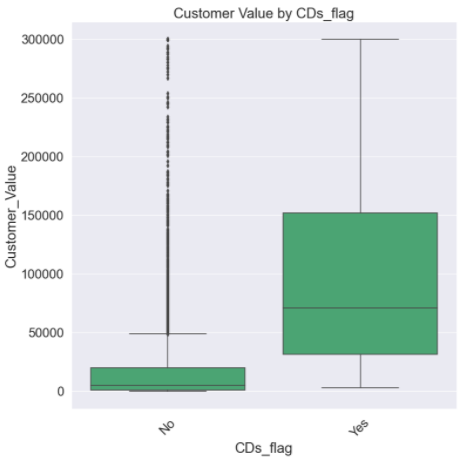 Customer Value by CDs_flag
300000
250000
200000
150000
100000
50000
0
Customer_Value
No
Yes
CDs_flag